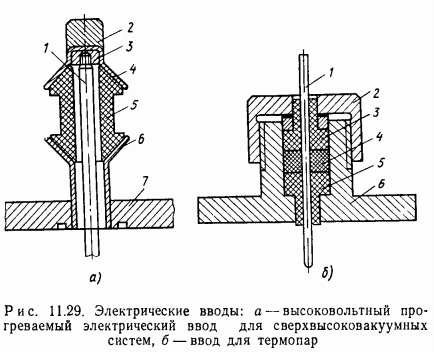 1
2
3
4
5
6
7
а)
1
2
3
4
5
6
б)
Рис. 11.29. Электрические вводы: а — высоковольтный про-
греваемый электрический ввод для сверхвысоковакуумных
систем, б — ввод для термопар